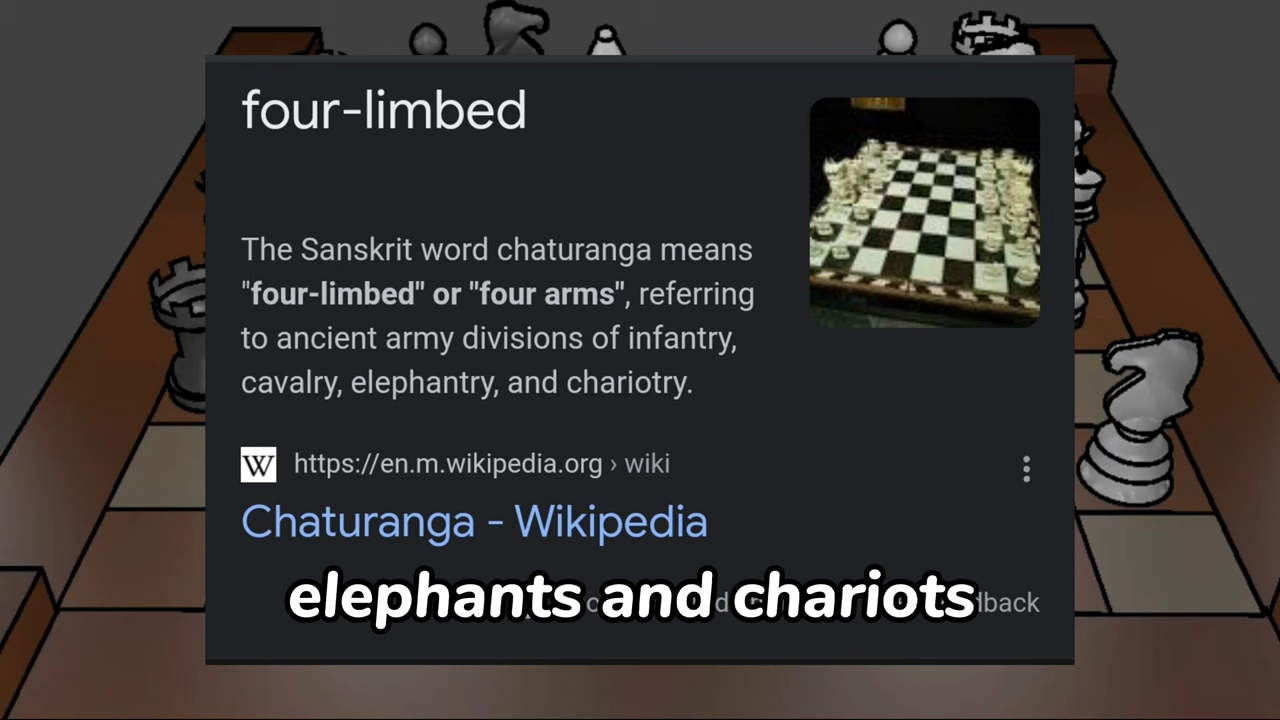 four-limbed
The Sanskrit word chaturanga means
"four-limbed" or "four arms", referring
to ancient army divisions of infantry,
cavalry, elephantry, and chariotry.
W https://en.m.wikipedia.org › wiki
Chaturanga - Wikipedia
elephants and chariots